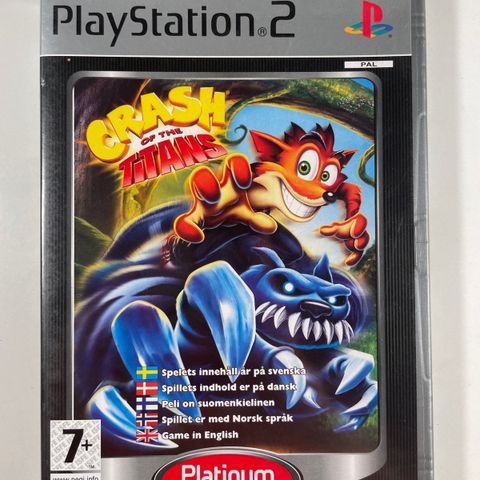 PlayStation®2
PAL
CRASH
OF THE
TITANS
Spelets innehåll är på svenska
Spillets indhold er på dansk
Peli on suomenkielinen
Spillet er med Norsk språk
Game in English
7+
™
www.pegi.info
Platinum